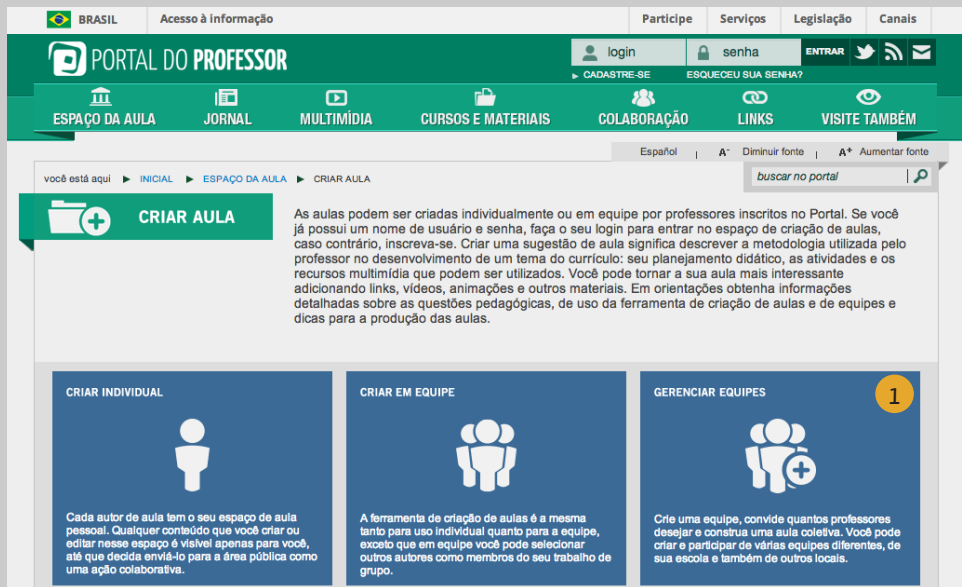 BRASIL Acesso à informação Participe Serviços Legislação Canais
PORTAL DO PROFESSOR
login senha ENTRAR
CADASTRE-SE ESQUECEU SUA SENHA?
ESPAÇO DA AULA JORNAL MULTIMÍDIA CURSOS E MATERIAIS COLABORAÇÃO LINKS VISITE TAMBÉM
Español | A- Diminuir fonte | A+ Aumentar fonte
você está aqui ▶ INICIAL ▶ ESPAÇO DA AULA ▶ CRIAR AULA
buscar no portal
CRIAR AULA
As aulas podem ser criadas individualmente ou em equipe por professores inscritos no Portal. Se você
já possui um nome de usuário e senha, faça o seu login para entrar no espaço de criação de aulas,
caso contrário, inscreva-se. Criar uma sugestão de aula significa descrever a metodologia utilizada pelo
professor no desenvolvimento de um tema do currículo: seu planejamento didático, as atividades e os
recursos multimídia que podem ser utilizados. Você pode tornar a sua aula mais interessante
adicionando links, vídeos, animações e outros materiais. Em orientações obtenha informações
detalhadas sobre as questões pedagógicas, de uso da ferramenta de criação de aulas e de equipes e
dicas para a produção das aulas.
CRIAR INDIVIDUAL
Cada autor de aula tem o seu espaço de aula
pessoal. Qualquer conteúdo que você criar ou
editar nesse espaço é visível apenas para você,
até que decida enviá-lo para a área pública como
uma ação colaborativa.
CRIAR EM EQUIPE
A ferramenta de criação de aulas é a mesma
tanto para uso individual quanto para a equipe,
exceto que em equipe você pode selecionar
outros autores como membros do seu trabalho de
grupo.
GERENCIAR EQUIPES
1
Crie uma equipe, convide quantos professores
desejar e construa uma aula coletiva. Você pode
criar e participar de várias equipes diferentes, de
sua escola e também de outros locais.